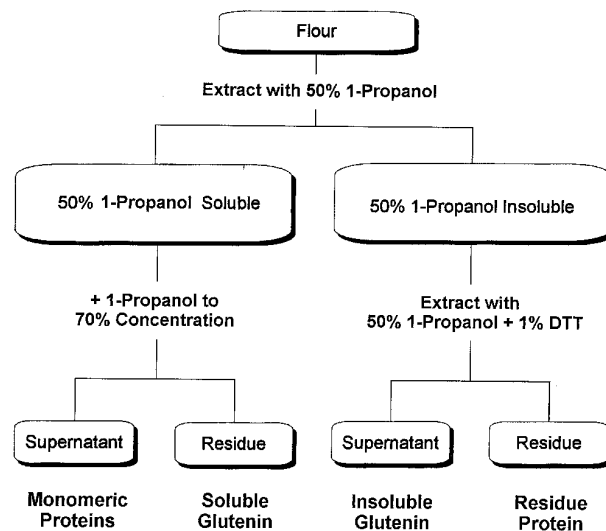 Flour
Extract with 50% 1-Propanol
50% 1-Propanol Soluble
50% 1-Propanol Insoluble
+ 1-Propanol to
70% Concentration
Extract with
50% 1-Propanol + 1% DTT
Supernatant
Residue
Supernatant
Residue
Monomeric
Proteins
Soluble
Glutenin
Insoluble
Glutenin
Residue
Protein